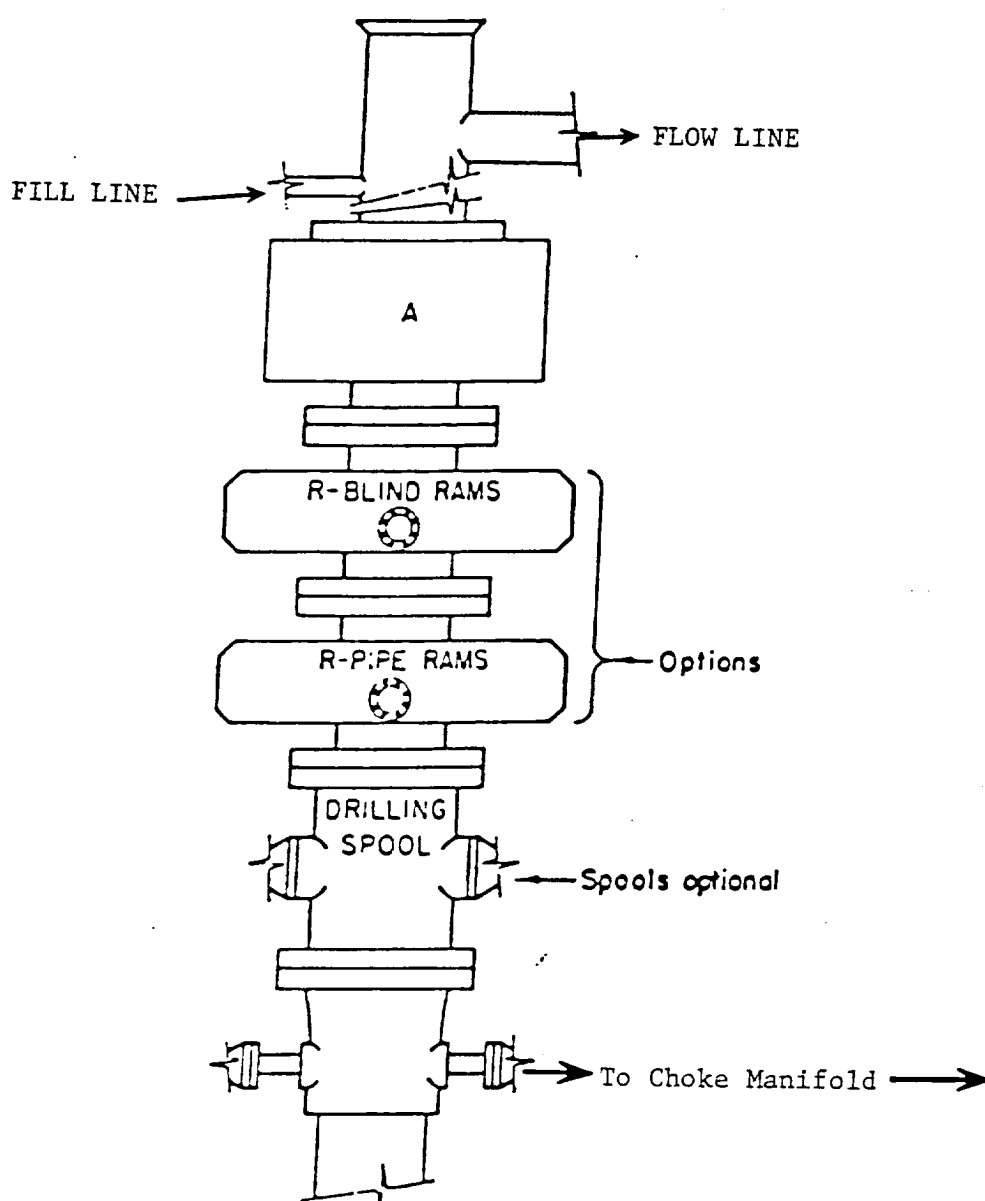 FLOW LINE
FILL LINE
A
R-BLIND RAMS
R-PIPE RAMS
Options
DRILLING
SPOOL
Spools optional
To Choke Manifold